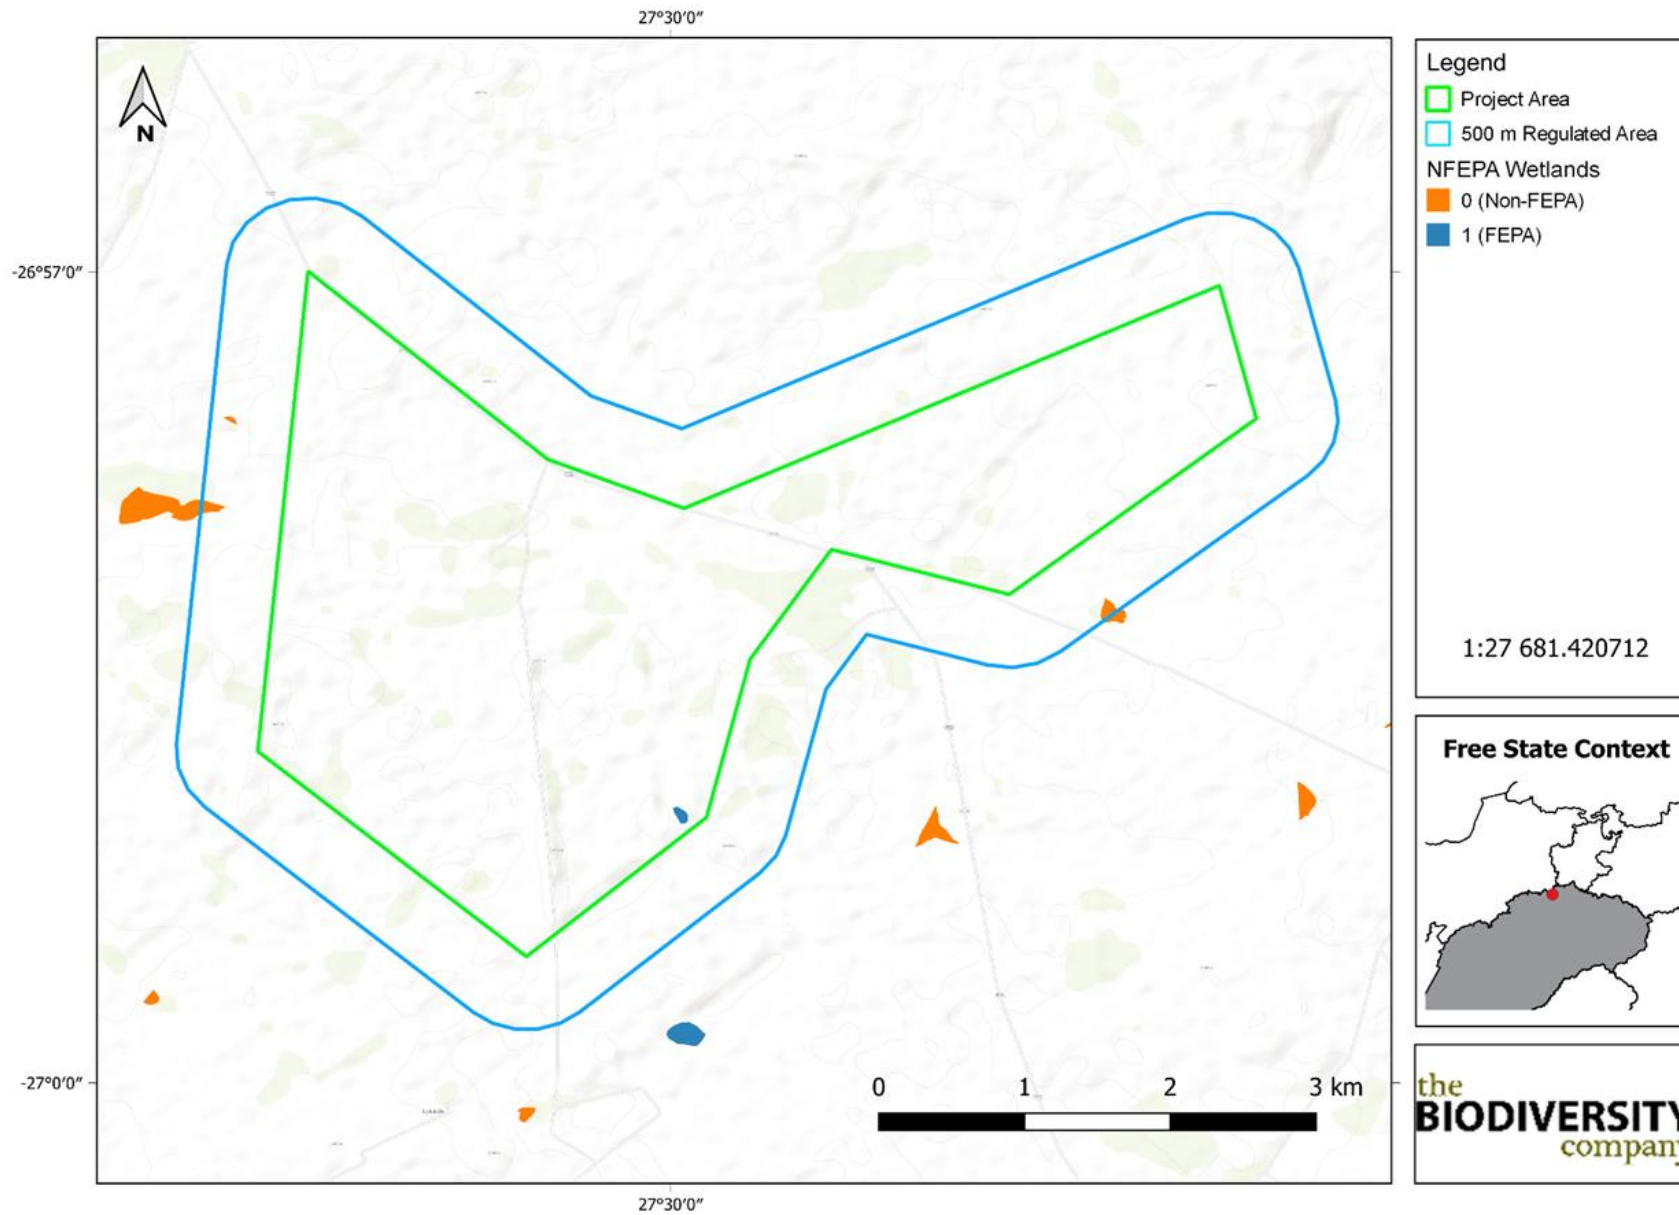 27°30'0"
N
-26°57'0"
-27°0'0"
0 1 2 3 km
27°30'0"
Legend
Project Area
500 m Regulated Area
NFEPA Wetlands
0 (Non-FEPA)
1 (FEPA)
1:27 681.420712
Free State Context
the
BIODIVERSITY
company